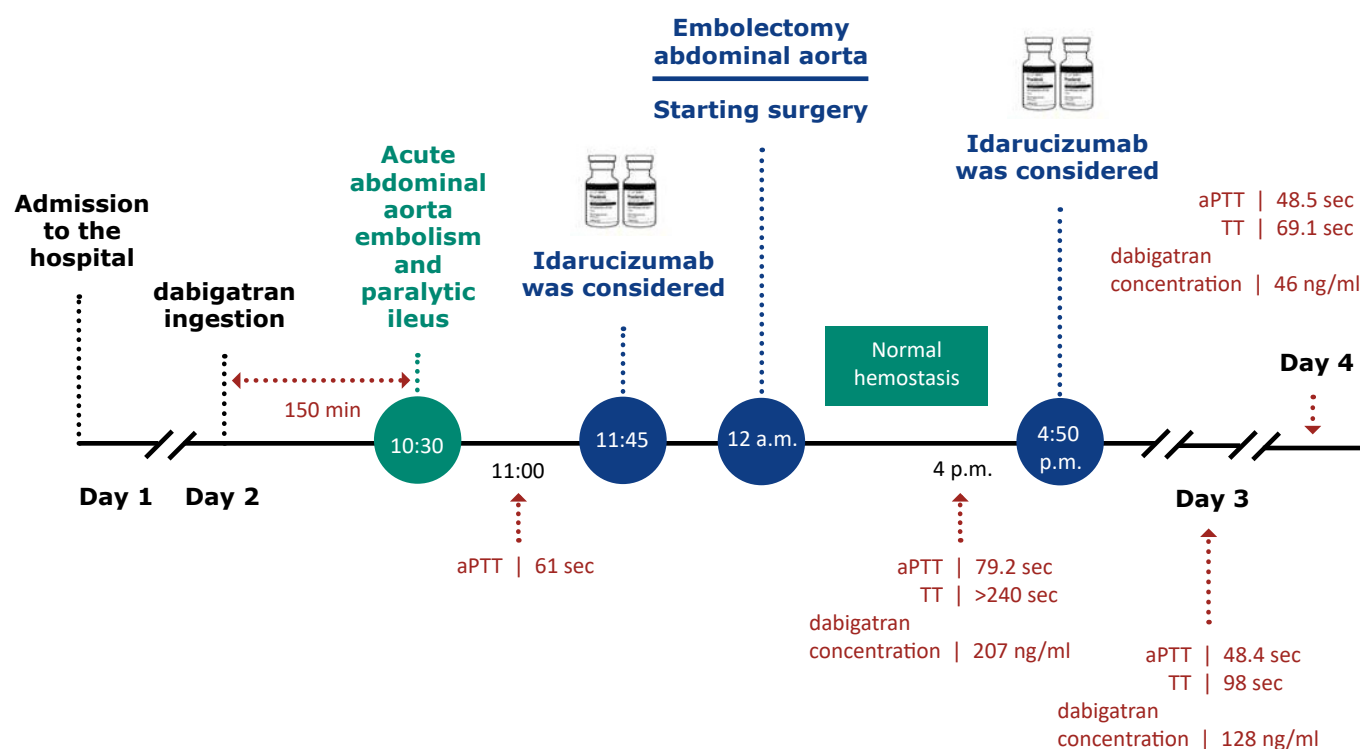 Admission
to the
hospital
dabigatran
ingestion
150 min
Acute
abdominal
aorta
embolism
and
paralytic
ileus
10:30
11:00
aPTT | 61 sec
Idarucizumab
was considered
11:45
Embolectomy
abdominal aorta
Starting surgery
12 a.m.
Normal
hemostasis
4 p.m.
aPTT | 79.2 sec
TT | >240 sec
dabigatran
concentration | 207 ng/ml
Idarucizumab
was considered
4:50
p.m.
Day 1
Day 2
Day 3
aPTT | 48.4 sec
TT | 98 sec
dabigatran
concentration | 128 ng/ml
aPTT | 48.5 sec
TT | 69.1 sec
dabigatran
concentration | 46 ng/ml
Day 4